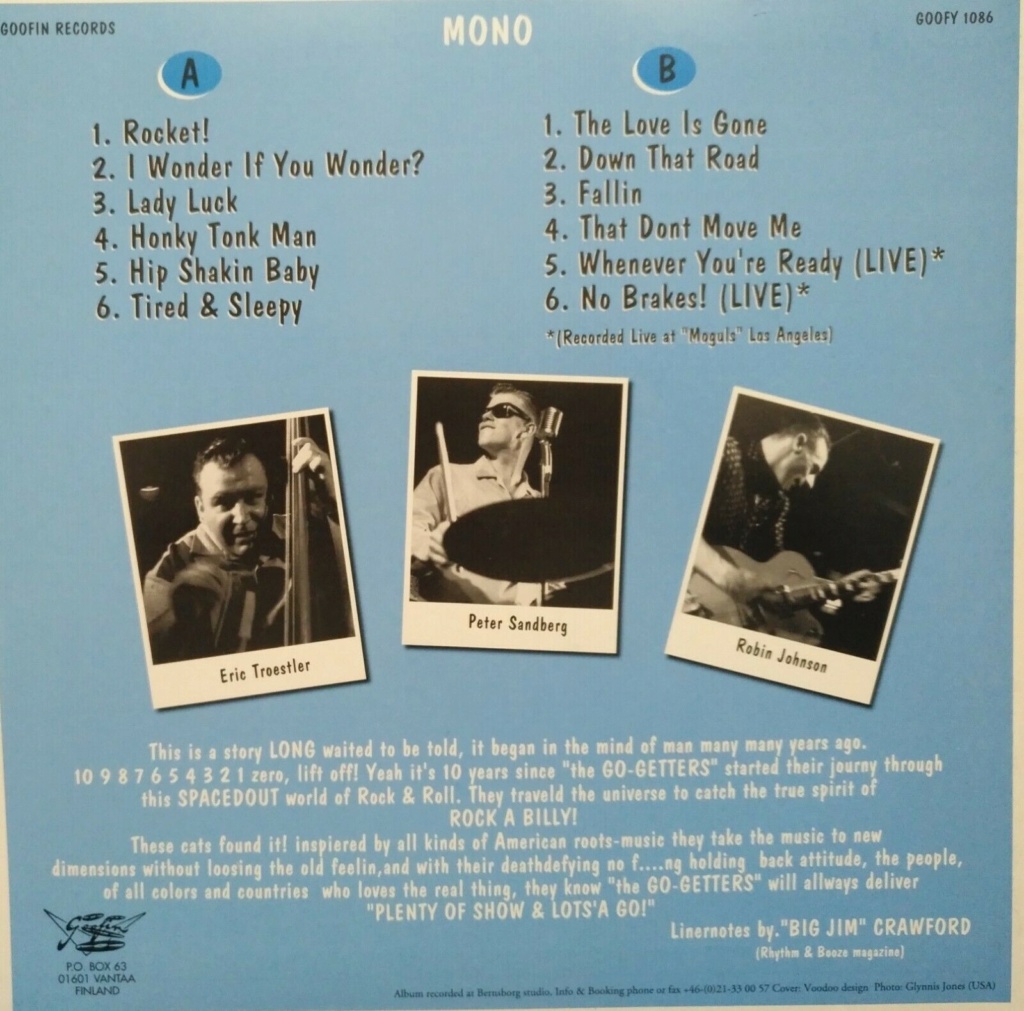 GOOFIN RECORDS
MONO
GOOFY 1086
A
1. Rocket!
2. I Wonder If You Wonder?
3. Lady Luck
4. Honky Tonk Man
5. Hip Shakin Baby
6. Tired & Sleepy
B
1. The Love Is Gone
2. Down That Road
3. Fallin
4. That Dont Move Me
5. Whenever You're Ready (LIVE)*
6. No Brakes! (LIVE)*
*(Recorded Live at "Moguls" Los Angeles)
Eric Troestler
Peter Sandberg
Robin Johnson
This is a story LONG waited to be told, it began in the mind of man many many years ago.
10 9 8 7 6 5 4 3 2 1 zero, lift off! Yeah it's 10 years since "the GO-GETTERS" started their journy through
this SPACEDOUT world of Rock & Roll. They traveld the universe to catch the true spirit of
ROCK A BILLY!
These cats found it! inspiered by all kinds of American roots-music they take the music to new
dimensions without loosing the old feelin,and with their deathdefying no f....ng holding back attitude, the people,
of all colors and countries who loves the real thing, they know "the GO-GETTERS" will allways deliver
"PLENTY OF SHOW & LOTS'A GO!"
Linernotes by."BIG JIM" CRAWFORD
(Rhythm & Booze magazine)
Goofin
P.O. BOX 63
01601 VANTAA
FINLAND
Album recorded at Bernsborg studio. Info & Booking phone or fax +46-(0)21-33 00 57 Cover: Voodoo design Photo: Glynnis Jones (USA)